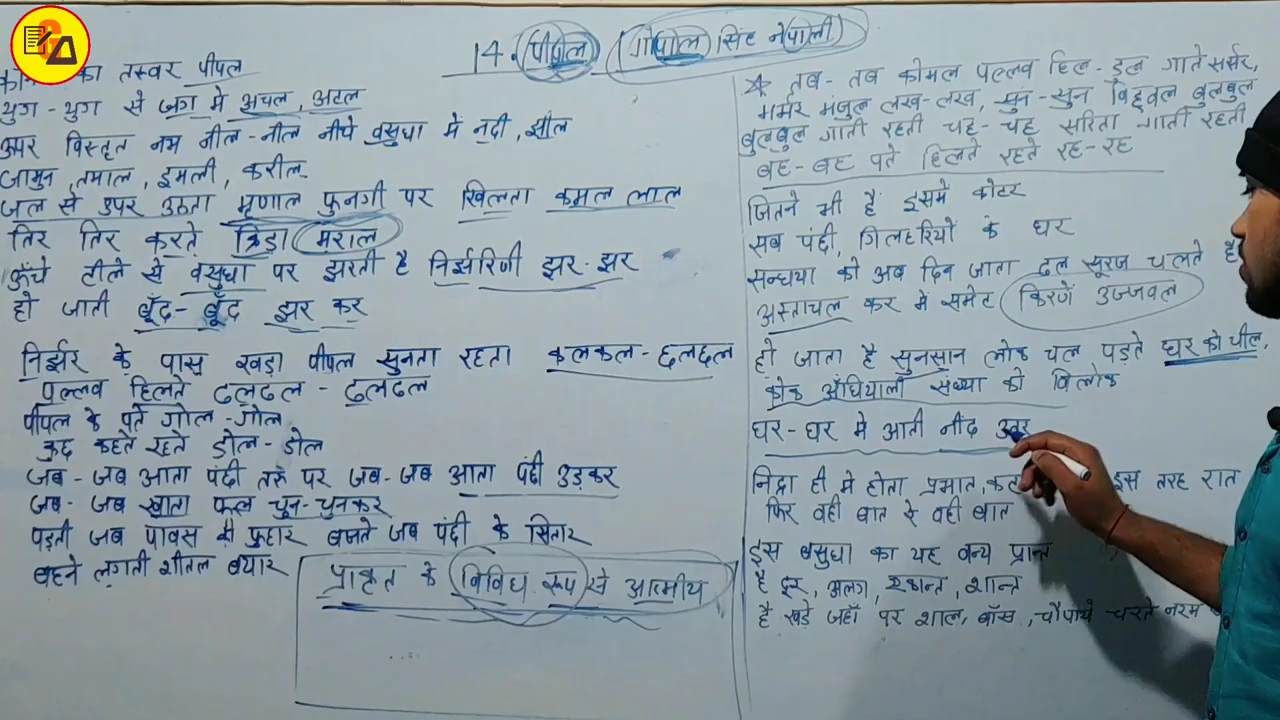 14. पीपल (गोपाल सिंह नेपाली)
का तरुवर पीपल
युग-युग से जग मे अचल, अटल
उपर विस्तृत नभ नील-नील नीचे वसुधा में नदी, झील
जामुन, तमाल, इमली, करील
जल से उपर उठता मृणाल फुनगी पर खिलता कमल लाल
तिर तिर करते क्रिड़ा मराल
ऊँचे टीले से वसुधा पर झरती है निर्झरिणी झर-झर
हो जाती बूँद-बूँद झर कर
निर्झर के पास खड़ा पीपल सुनता रहता कलकल-छलछल
पल्लव हिलते ढलढल-ढलढल
पीपल के पते गोल-गोल
कुछ कहते रहते डोल-डोल
जब-जब आता पंछी तरु पर जब-जब आता पंछी उड़कर
जब-जब खाता फल चुन-चुनकर
पड़ती जब पावस की फुहार बजते जब पंछी के सितार
बहने लगती शीतल बयार
प्राकृत के विविध रूप से आत्मीय
तब-तब कोमल पल्लव हिल-डुल गाते सर्सर,
मर्मर मंजुल लख-लख, सुन-सुन विह्वल बुलबुल
बुलबुल गाती रहती चह-चह सरिता गाती रहती
बह-बह पते हिलते रहते रह-रह
जितने भी हैं इसमें कोटर
सब पंछी, गिलहरियों के घर
सन्ध्या को अब दिन जाता ढल सूरज चलते है
अस्ताचल कर में समेट किरणें उज्जवल
हो जाता है सुनसान लोक चल पड़ते घर को चील,
कोक अँधियाली संध्या को विलोक
घर-घर में आती नींद उतर
निद्रा ही मे होता प्रभात, इस तरह रात
फिर वही बात रे वही बात
इस वसुधा का यह वन्य प्रान्त
है दूर, अलग, एकान्त, शान्त
है खड़े जहाँ पर शाल, बाँस, चौपाये चरते नरम